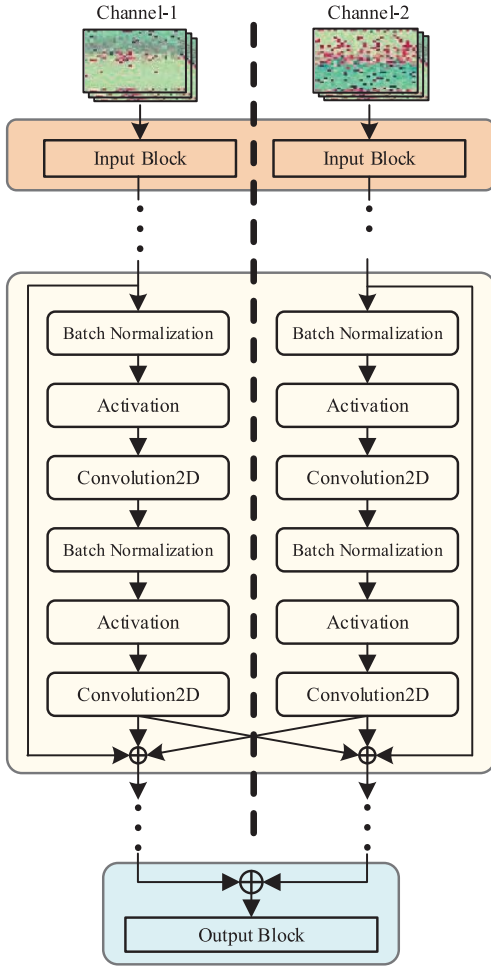 Channel-1
Channel-2
Input Block
Input Block
Batch Normalization
Batch Normalization
Activation
Activation
Convolution2D
Convolution2D
Batch Normalization
Batch Normalization
Activation
Activation
Convolution2D
Convolution2D
Output Block